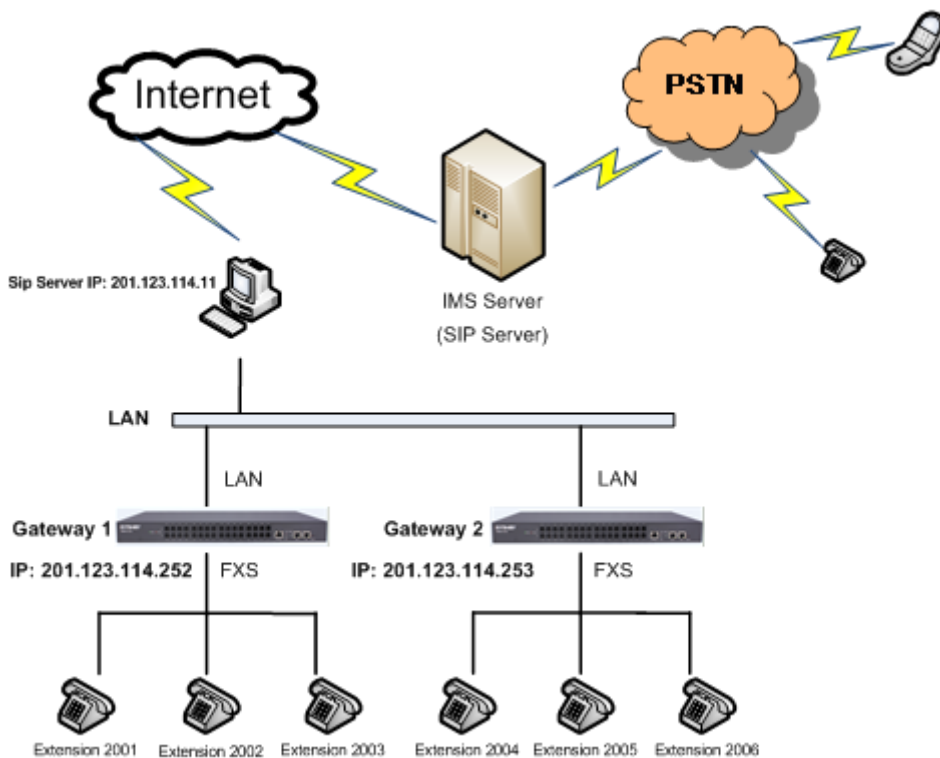 Internet
PSTN
Sip Server IP: 201.123.114.11
IMS Server
(SIP Server)
LAN
LAN
LAN
Gateway 1
Gateway 2
IP: 201.123.114.252
FXS
IP: 201.123.114.253
FXS
Extension 2001
Extension 2002
Extension 2003
Extension 2004
Extension 2005
Extension 2006